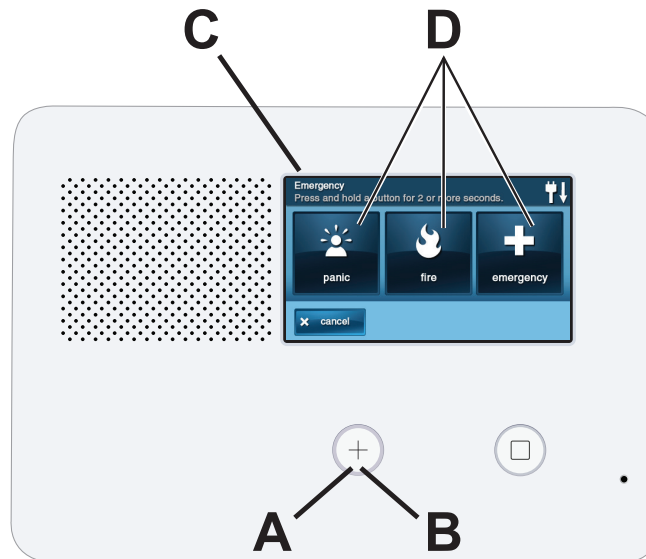 C D
Emergency
Press and hold a button for 2 or more seconds.
panic fire emergency
cancel
A B